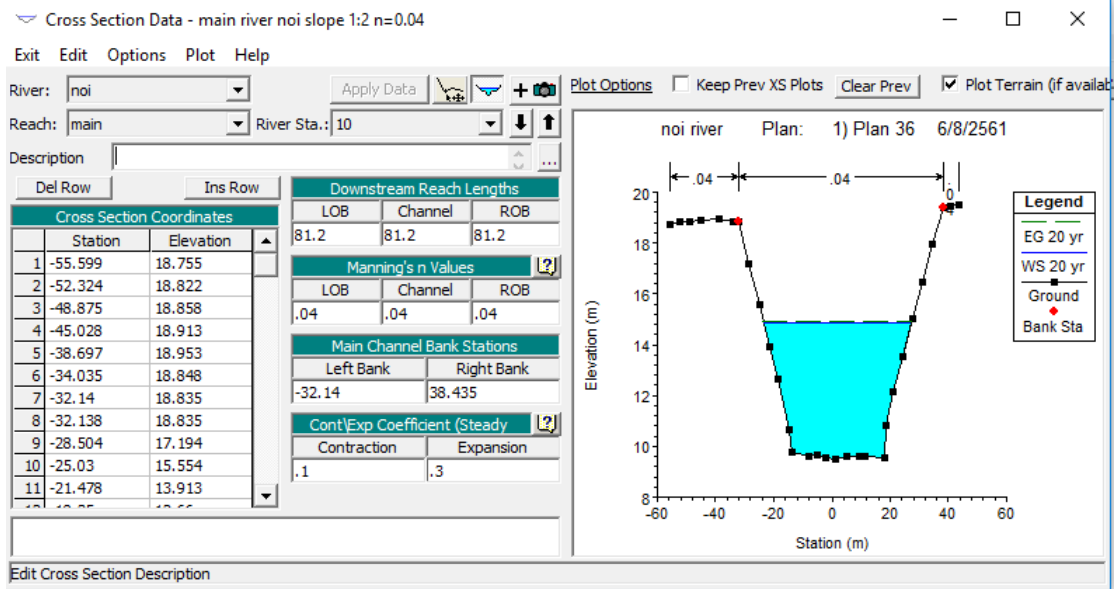 Cross Section Data - main river noi slope 1:2 n=0.04
Exit Edit Options Plot Help
River: noi
Apply Data
Reach: main
River Sta.: 10
Description
...
Del Row Ins Row
Cross Section Coordinates
Station Elevation
1 -55.599 18.755
2 -52.324 18.822
3 -48.875 18.858
4 -45.028 18.913
5 -38.697 18.953
6 -34.035 18.848
7 -32.14 18.835
8 -32.138 18.835
9 -28.504 17.194
10 -25.03 15.554
11 -21.478 13.913
Downstream Reach Lengths
LOB Channel ROB
81.2 81.2 81.2
Manning's n Values
?
LOB Channel ROB
.04 .04 .04
Main Channel Bank Stations
Left Bank Right Bank
-32.14 38.435
Cont\Exp Coefficient (Steady
?
Contraction Expansion
.1 .3
Edit Cross Section Description
Plot Options Keep Prev XS Plots Clear Prev Plot Terrain (if availab
noi river Plan: 1) Plan 36 6/8/2561
.04 .04 .04
20
18
16
14
12
10
8
Elevation (m)
-60 -40 -20 0 20 40 60
Station (m)
Legend
EG 20 yr
WS 20 yr
Ground
Bank Sta